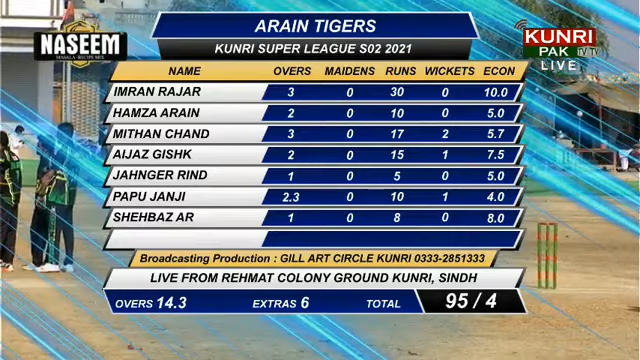 NASEEM
MASALA · RECIPE MIX
ARAIN TIGERS
KUNRI SUPER LEAGUE S02 2021
KUNRI
PAK TV TV
LIVE
NAME OVERS MAIDENS RUNS WICKETS ECON
IMRAN RAJAR 3 0 30 0 10.0
HAMZA ARAIN 2 0 10 0 5.0
MITHAN CHAND 3 0 17 2 5.7
AIJAZ GISHK 2 0 15 1 7.5
JAHNGER RIND 1 0 5 0 5.0
PAPU JANJI 2.3 0 10 1 4.0
SHEHBAZ AR 1 0 8 0 8.0
Broadcasting Production : GILL ART CIRCLE KUNRI 0333-2851333
LIVE FROM REHMAT COLONY GROUND KUNRI, SINDH
OVERS 14.3 EXTRAS 6 TOTAL 95 / 4